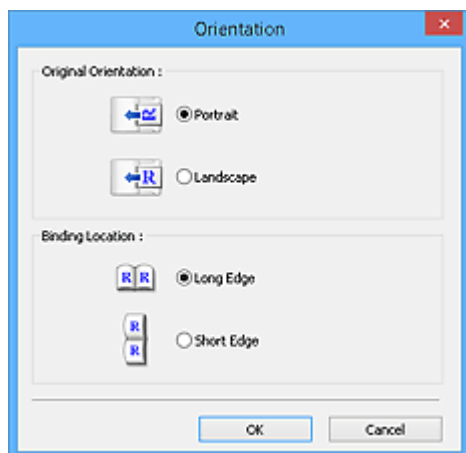 Orientation
Original Orientation :
R
Portrait
R
Landscape
Binding Location :
R R
Long Edge
R
R
Short Edge
OK
Cancel